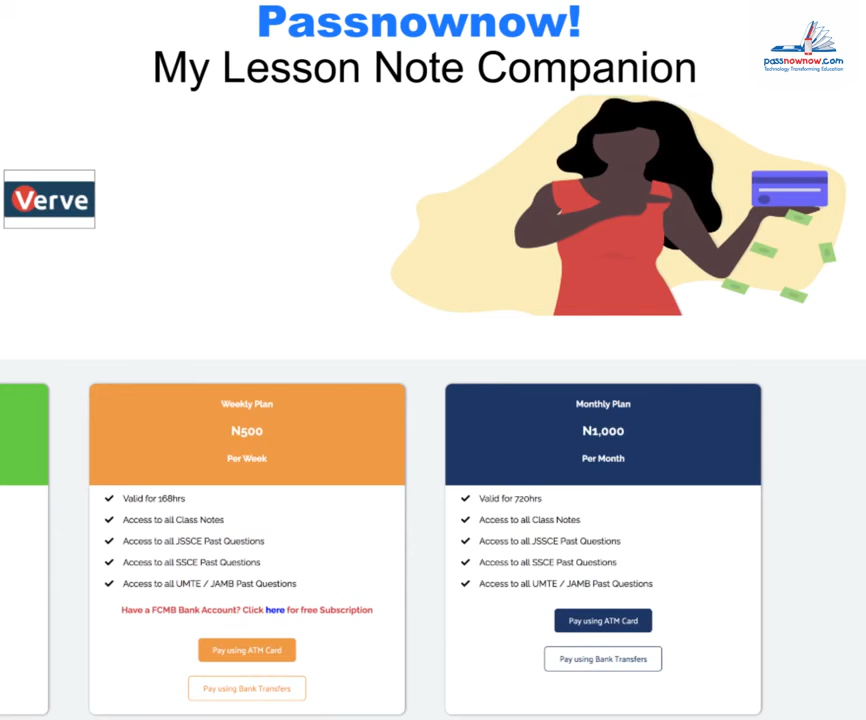 Passnownow!
My Lesson Note Companion
passnownow.com
Technology Transforming Education
Verve
Weekly Plan
N500
Per Week
Valid for 168hrs
Access to all Class Notes
Access to all JSSCE Past Questions
Access to all SSCE Past Questions
Access to all UMTE / JAMB Past Questions
Have a FCMB Bank Account? Click here for free Subscription
Pay using ATM Card
Pay using Bank Transfers
Monthly Plan
N1,000
Per Month
Valid for 720hrs
Access to all Class Notes
Access to all JSSCE Past Questions
Access to all SSCE Past Questions
Access to all UMTE / JAMB Past Questions
Pay using ATM Card
Pay using Bank Transfers